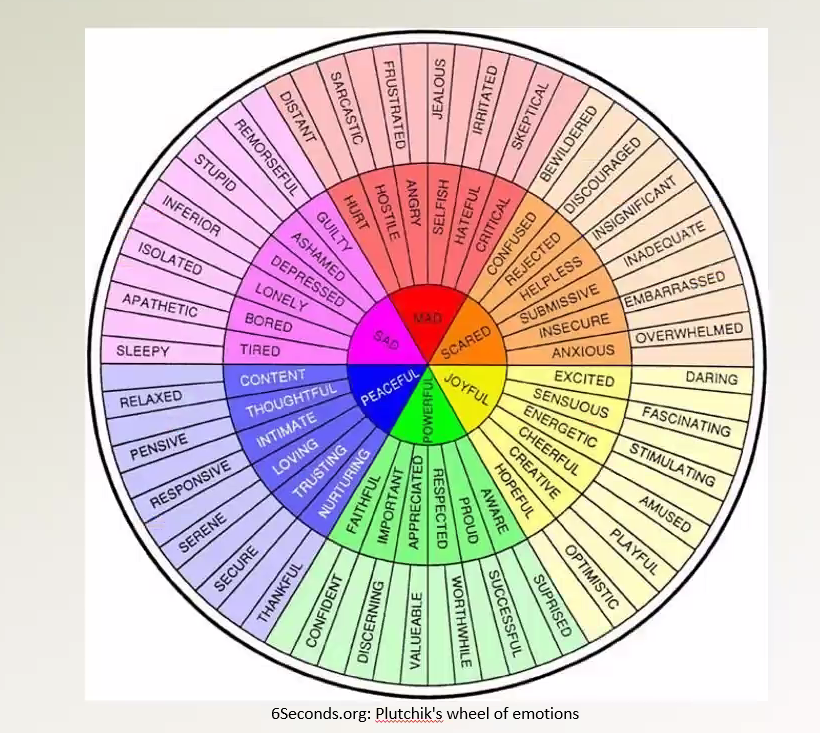 MAD
SCARED
JOYFUL
POWERFUL
PEACEFUL
SAD
HURT
HOSTILE
ANGRY
SELFISH
HATEFUL
CRITICAL
CONFUSED
REJECTED
HELPLESS
SUBMISSIVE
INSECURE
ANXIOUS
EXCITED
SENSUOUS
ENERGETIC
CHEERFUL
CREATIVE
HOPEFUL
AWARE
PROUD
RESPECTED
APPRECIATED
IMPORTANT
FAITHFUL
NURTURING
TRUSTING
LOVING
INTIMATE
THOUGHTFUL
CONTENT
TIRED
BORED
LONELY
DEPRESSED
ASHAMED
GUILTY
DISTANT
SARCASTIC
FRUSTRATED
JEALOUS
IRRITATED
SKEPTICAL
BEWILDERED
DISCOURAGED
INSIGNIFICANT
INADEQUATE
EMBARRASSED
OVERWHELMED
DARING
FASCINATING
STIMULATING
AMUSED
PLAYFUL
OPTIMISTIC
SUPRISED
SUCCESSFUL
WORTHWHILE
VALUEABLE
DISCERNING
CONFIDENT
THANKFUL
SECURE
SERENE
RESPONSIVE
PENSIVE
RELAXED
SLEEPY
APATHETIC
ISOLATED
INFERIOR
STUPID
REMORSEFUL
6Seconds.org: Plutchik's wheel of emotions